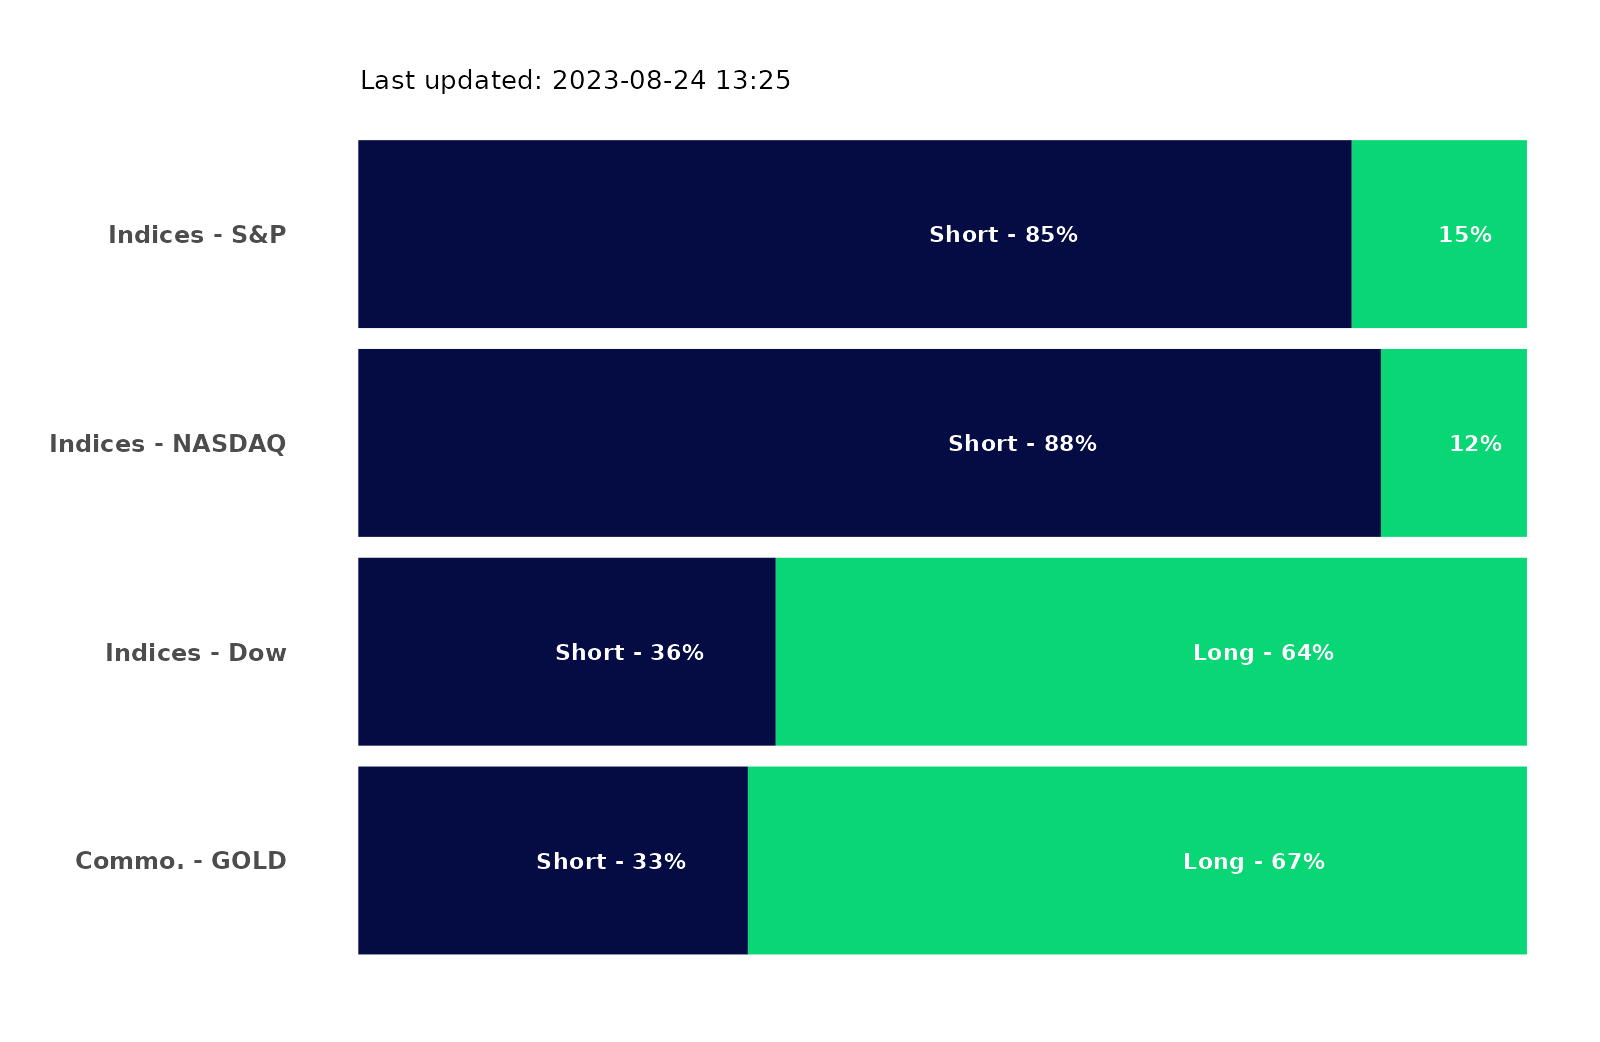 Last updated: 2023-08-24 13:25
Indices - S&P
Short - 85%
15%
Indices - NASDAQ
Short - 88%
12%
Indices - Dow
Short - 36%
Long - 64%
Commo. - GOLD
Short - 33%
Long - 67%